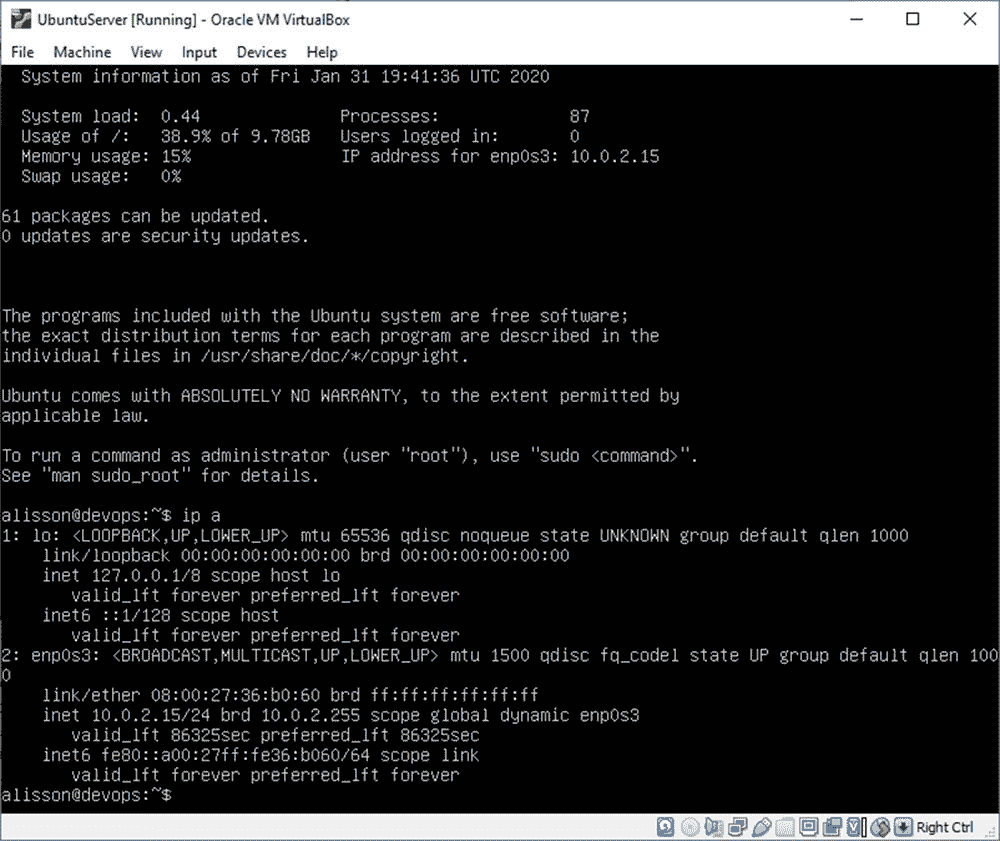 UbuntuServer [Running] - Oracle VM VirtualBox
File Machine View Input Devices Help
System information as of Fri Jan 31 19:41:36 UTC 2020
System load: 0.44 Processes: 87
Usage of /: 38.9% of 9.78GB Users logged in: 0
Memory usage: 15% IP address for enp0s3: 10.0.2.15
Swap usage: 0%
61 packages can be updated.
0 updates are security updates.
The programs included with the Ubuntu system are free software;
the exact distribution terms for each program are described in the
individual files in /usr/share/doc/*/copyright.
Ubuntu comes with ABSOLUTELY NO WARRANTY, to the extent permitted by
applicable law.
To run a command as administrator (user "root"), use "sudo <command>".
See "man sudo_root" for details.
alisson@devops:~$ ip a
1: lo: <LOOPBACK,UP,LOWER_UP> mtu 65536 qdisc noqueue state UNKNOWN group default qlen 1000
link/loopback 00:00:00:00:00:00 brd 00:00:00:00:00:00
inet 127.0.0.1/8 scope host lo
valid_lft forever preferred_lft forever
inet6 ::1/128 scope host
valid_lft forever preferred_lft forever
2: enp0s3: <BROADCAST,MULTICAST,UP,LOWER_UP> mtu 1500 qdisc fq_codel state UP group default qlen 100
0
link/ether 08:00:27:36:b0:60 brd ff:ff:ff:ff:ff:ff
inet 10.0.2.15/24 brd 10.0.2.255 scope global dynamic enp0s3
valid_lft 86325sec preferred_lft 86325sec
inet6 fe80::a00:27ff:fe36:b060/64 scope link
valid_lft forever preferred_lft forever
alisson@devops:~$
Right Ctrl